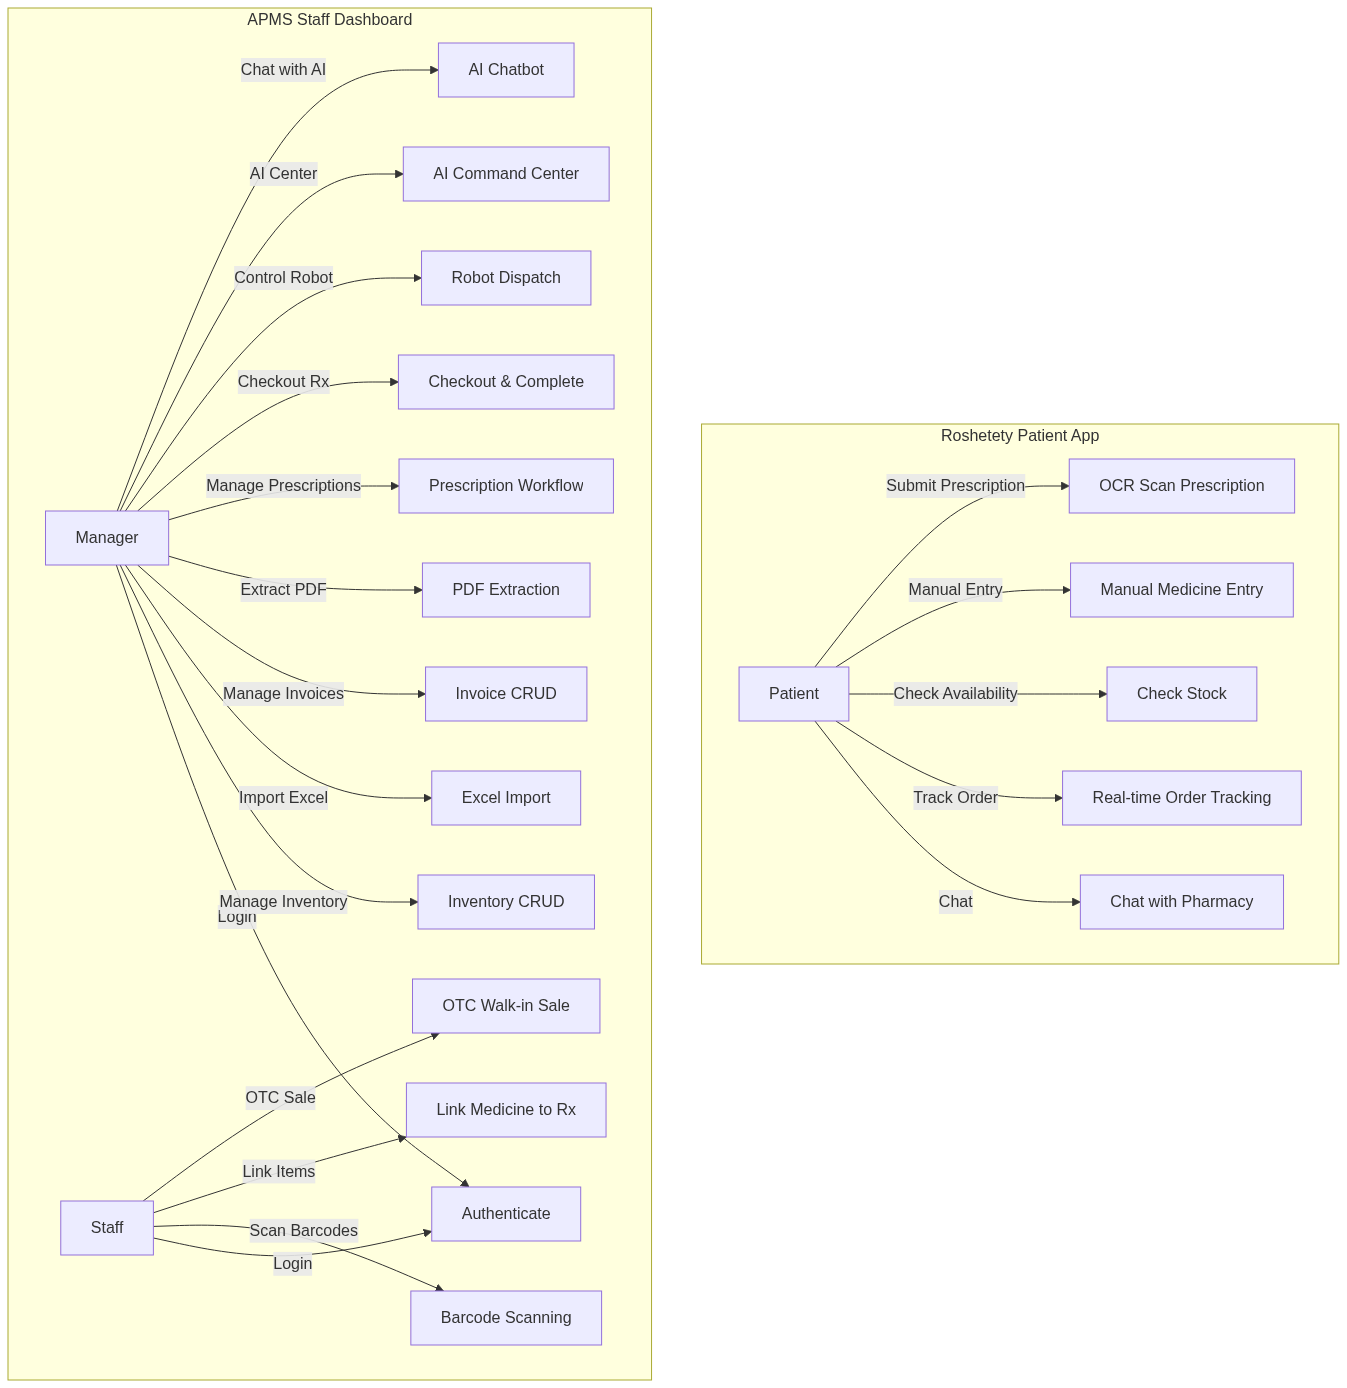 APMS Staff Dashboard
Chat with AI
AI Chatbot
AI Center
AI Command Center
Control Robot
Robot Dispatch
Checkout Rx
Checkout & Complete
Manage Prescriptions
Prescription Workflow
Manager
Extract PDF
PDF Extraction
Manage Invoices
Invoice CRUD
Import Excel
Excel Import
Manage Inventory
Inventory CRUD
Login
OTC Walk-in Sale
OTC Sale
Link Medicine to Rx
Link Items
Authenticate
Staff
Scan Barcodes
Login
Barcode Scanning
Roshetety Patient App
Submit Prescription
OCR Scan Prescription
Manual Entry
Manual Medicine Entry
Patient
Check Availability
Check Stock
Track Order
Real-time Order Tracking
Chat
Chat with Pharmacy